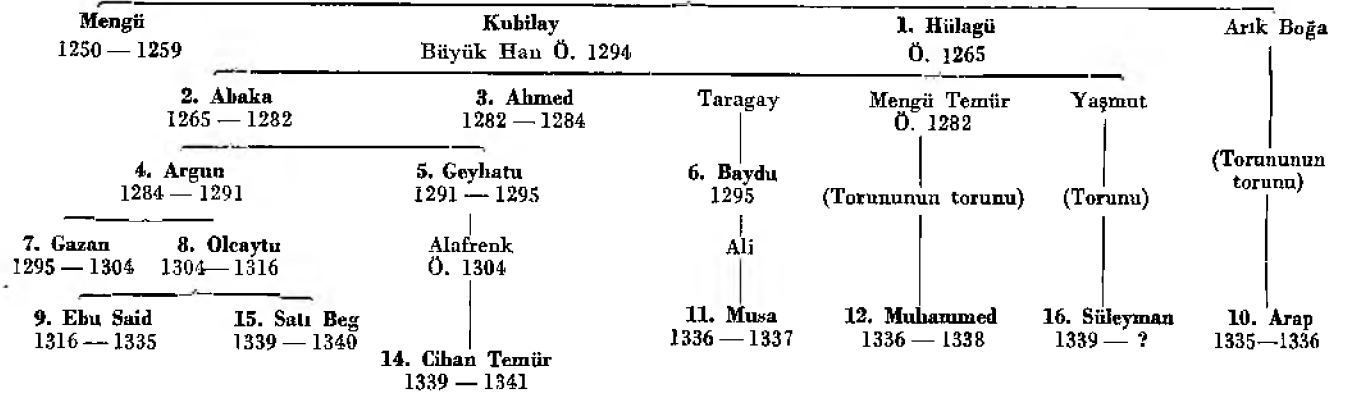 Mengü Kubilay 1. Hülagü Arık Boğa
1250 — 1259 Büyük Han Ö. 1294 Ö. 1265
2. Abaka 3. Ahmed Taragay Mengü Temür Yaşmut
1265 — 1282 1282 — 1284 Ö. 1282
4. Argun 5. Geyhatu 6. Baydu (Torununun
1284 — 1291 1291 — 1295 1295 (Torununun torunu) (Torunu) torunu)
7. Gazan 8. Olcaytu Alafrenk Ali
1295 — 1304 1304 — 1316 Ö. 1304
9. Ebu Said 15. Satı Beg 11. Musa 12. Muhammed 16. Süleyman 10. Arap
1316 — 1335 1339 — 1340 1336 — 1337 1336 — 1338 1339 — ? 1335—1336
14. Cihan Temür
1339 — 1341